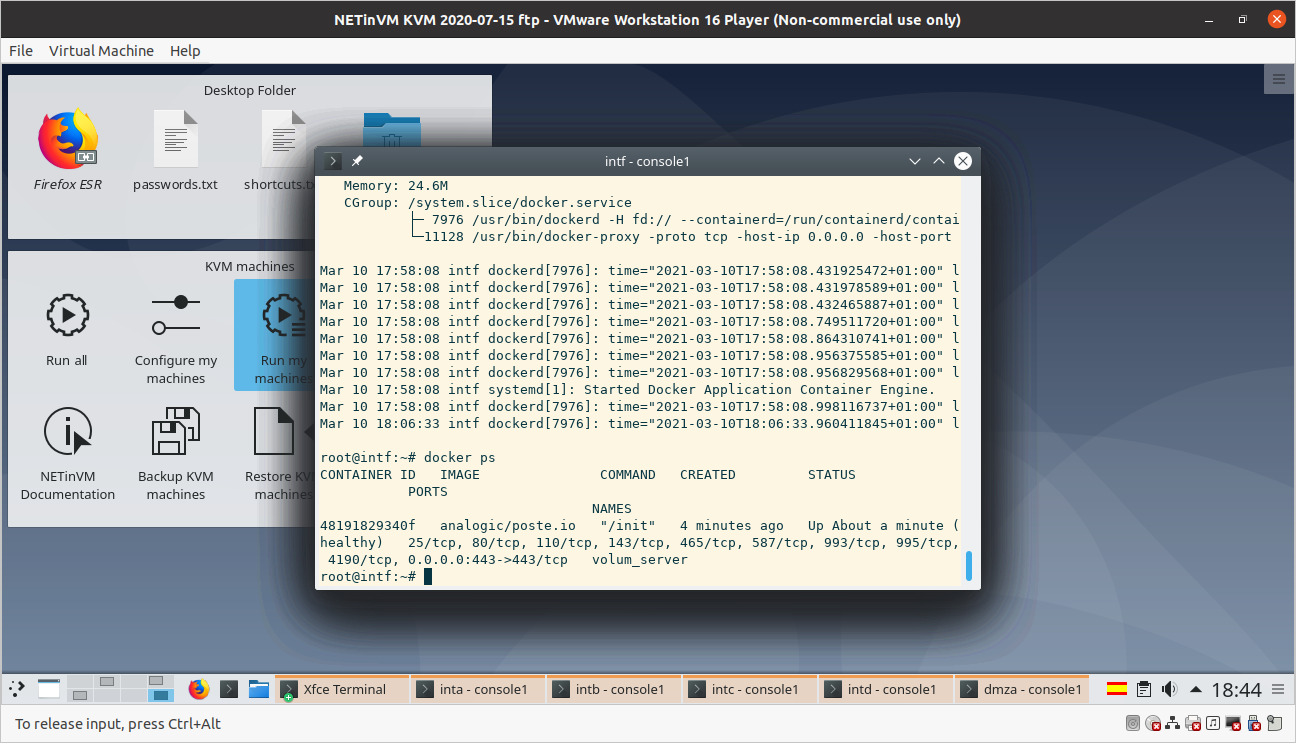 NETinVM KVM 2020-07-15 ftp - VMware Workstation 16 Player (Non-commercial use only)
File Virtual Machine Help
Desktop Folder
Firefox ESR
passwords.txt
shortcuts.tx
KVM machines
Run all
Configure my
machines
Run my
machines
NETinVM
Documentation
Backup KVM
machines
Restore KV
machine
intf - console1
Memory: 24.6M
CGroup: /system.slice/docker.service
├─ 7976 /usr/bin/dockerd -H fd:// --containerd=/run/containerd/contai
└─11128 /usr/bin/docker-proxy -proto tcp -host-ip 0.0.0.0 -host-port
Mar 10 17:58:08 intf dockerd[7976]: time="2021-03-10T17:58:08.431925472+01:00" l
Mar 10 17:58:08 intf dockerd[7976]: time="2021-03-10T17:58:08.431978589+01:00" l
Mar 10 17:58:08 intf dockerd[7976]: time="2021-03-10T17:58:08.432465887+01:00" l
Mar 10 17:58:08 intf dockerd[7976]: time="2021-03-10T17:58:08.749511720+01:00" l
Mar 10 17:58:08 intf dockerd[7976]: time="2021-03-10T17:58:08.864310741+01:00" l
Mar 10 17:58:08 intf dockerd[7976]: time="2021-03-10T17:58:08.956375585+01:00" l
Mar 10 17:58:08 intf dockerd[7976]: time="2021-03-10T17:58:08.956829568+01:00" l
Mar 10 17:58:08 intf systemd[1]: Started Docker Application Container Engine.
Mar 10 17:58:08 intf dockerd[7976]: time="2021-03-10T17:58:08.998116737+01:00" l
Mar 10 18:06:33 intf dockerd[7976]: time="2021-03-10T18:06:33.960411845+01:00" l
root@intf:~# docker ps
CONTAINER ID IMAGE COMMAND CREATED STATUS
PORTS
NAMES
48191829340f analogic/poste.io "/init" 4 minutes ago Up About a minute (
healthy) 25/tcp, 80/tcp, 110/tcp, 143/tcp, 465/tcp, 587/tcp, 993/tcp, 995/tcp,
4190/tcp, 0.0.0.0:443->443/tcp volum_server
root@intf:~#
Xfce Terminal
inta - console1
intb - console1
intc - console1
intd - console1
dmza - console1
18:44
To release input, press Ctrl+Alt